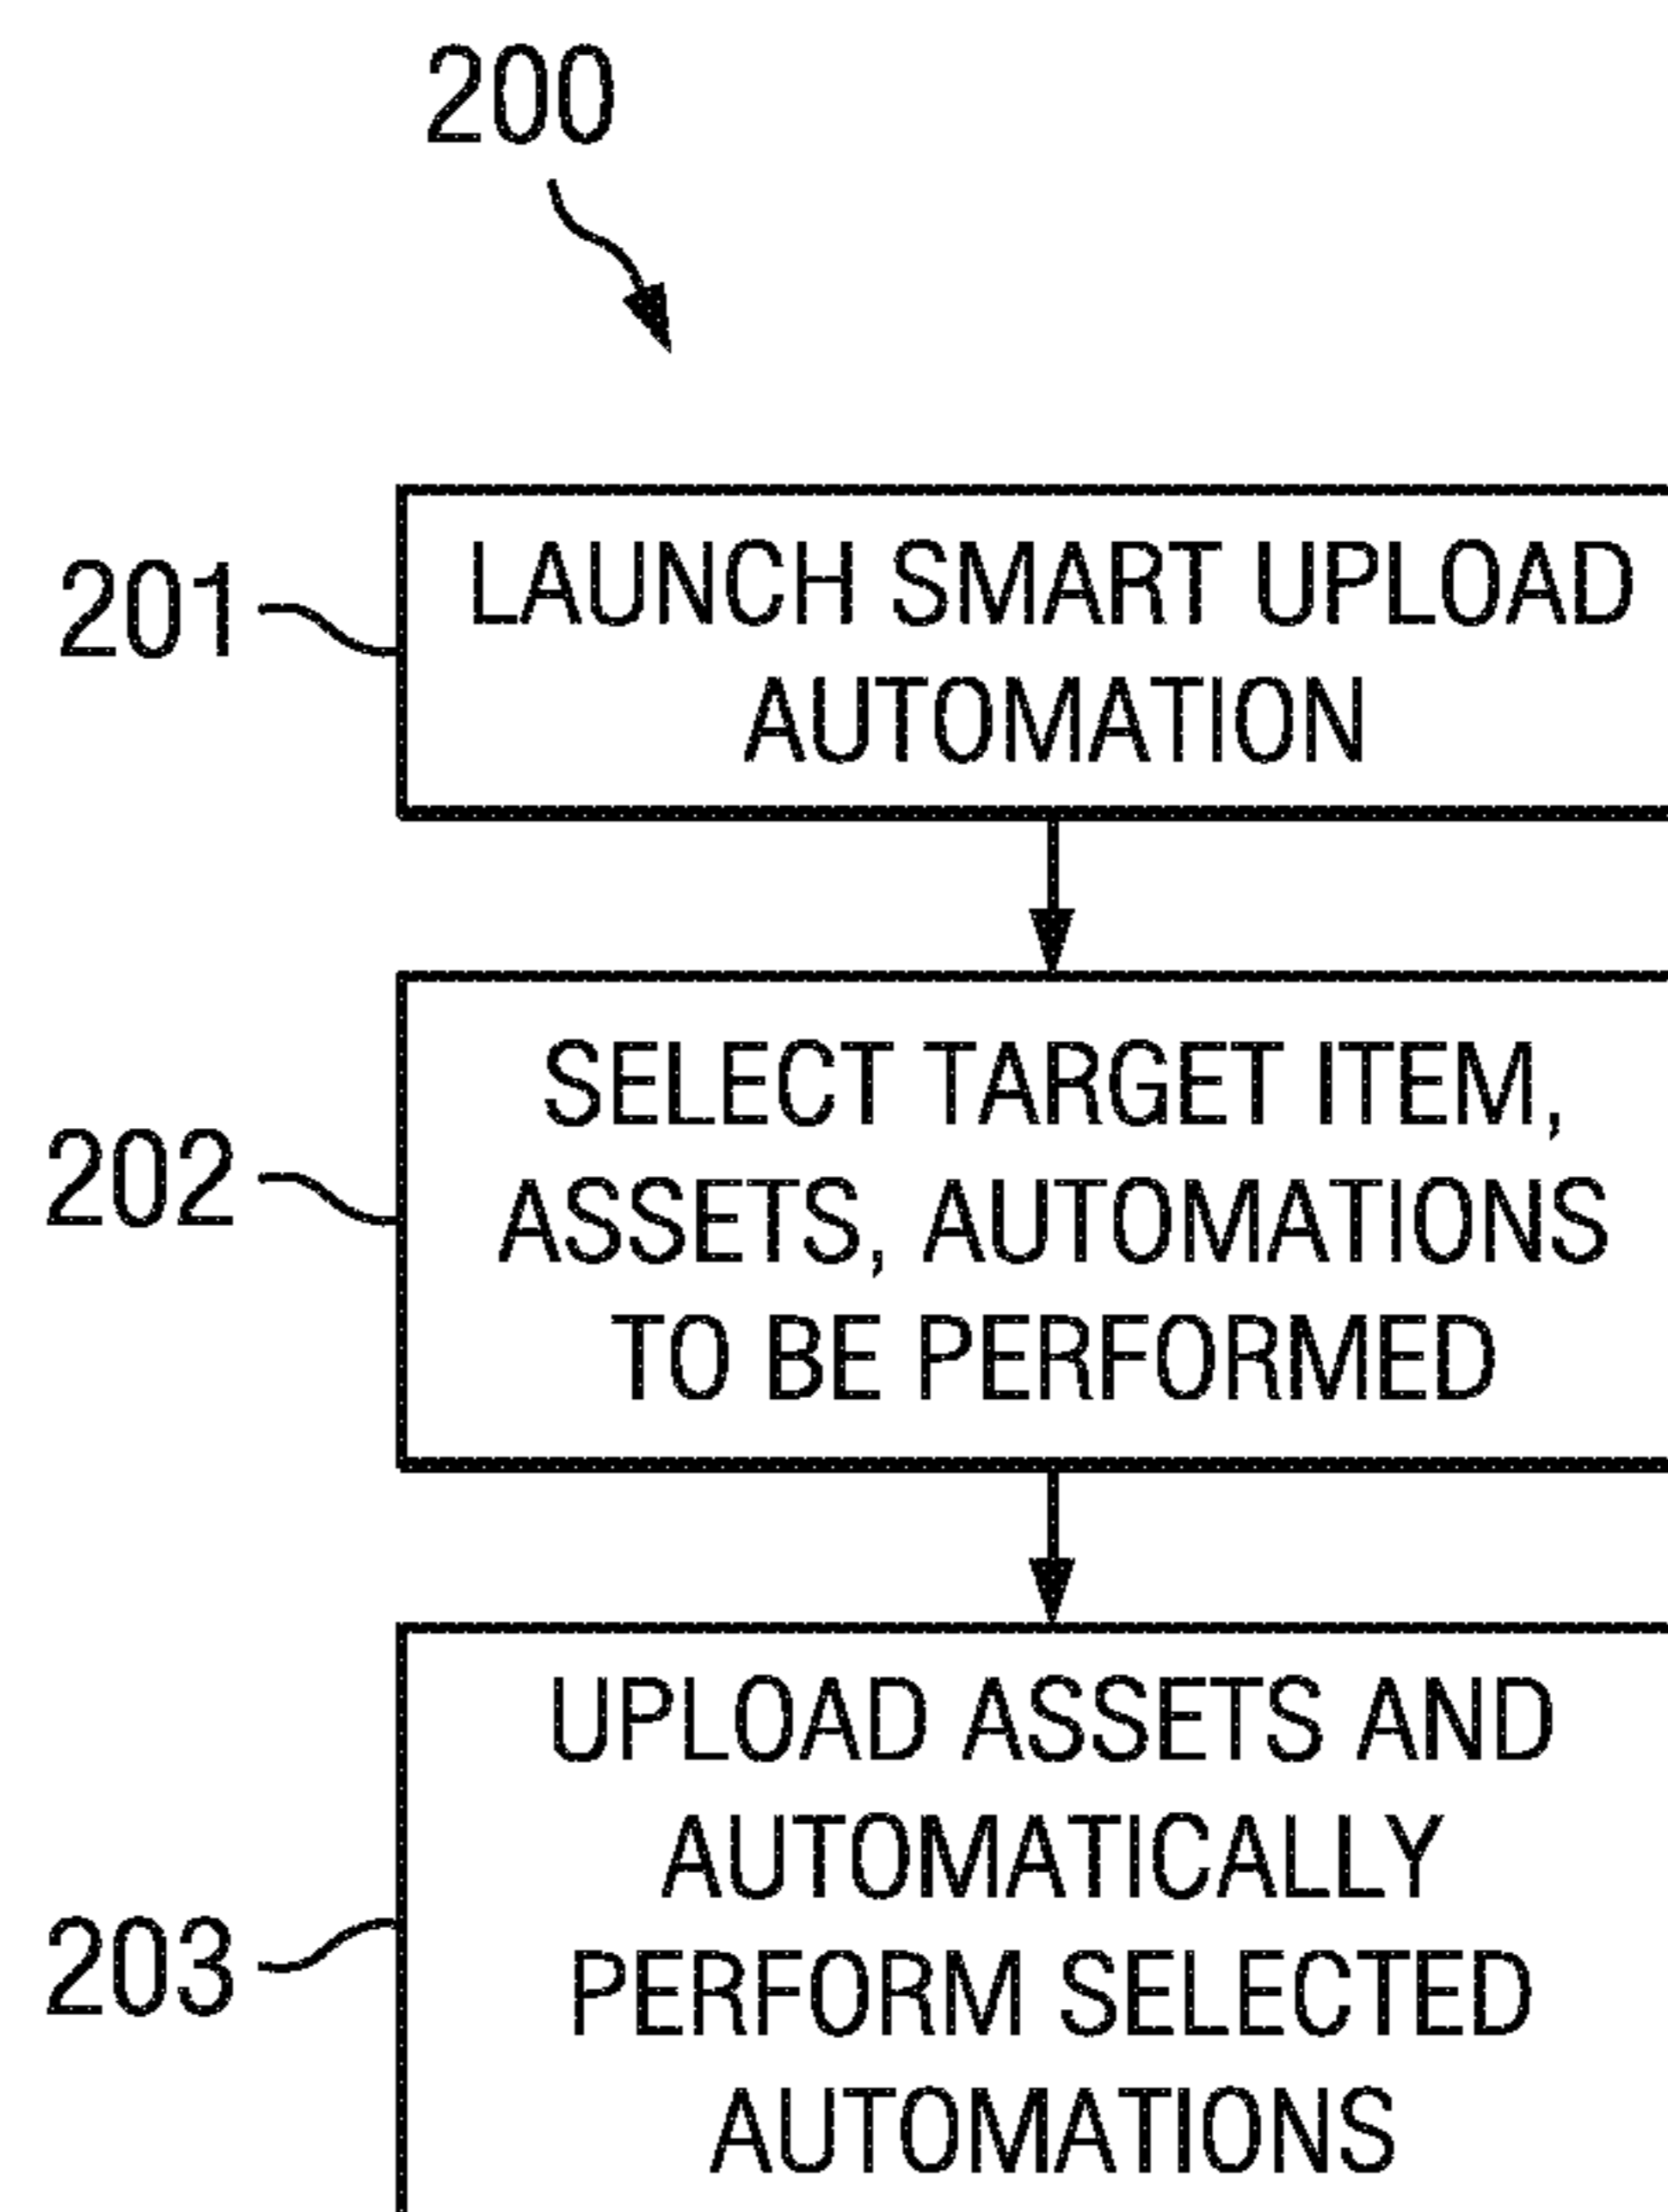 200
201
LAUNCH SMART UPLOAD
AUTOMATION
202
SELECT TARGET ITEM,
ASSETS, AUTOMATIONS
TO BE PERFORMED
203
UPLOAD ASSETS AND
AUTOMATICALLY
PERFORM SELECTED
AUTOMATIONS